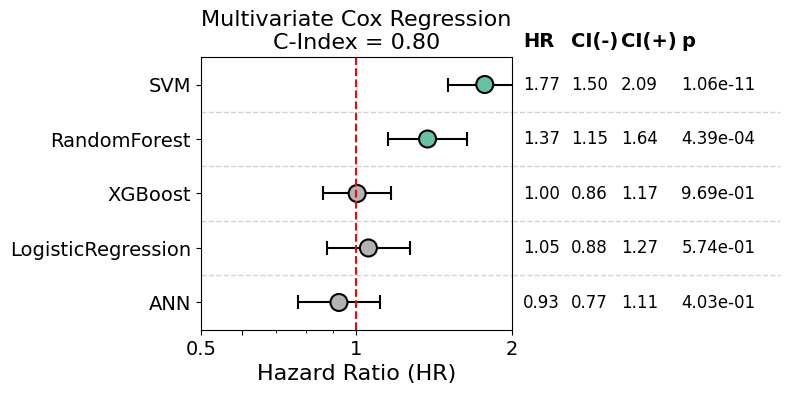 Multivariate Cox Regression
C-Index = 0.80
HR CI(-) CI(+) p
SVM 1.77 1.50 2.09 1.06e-11
RandomForest 1.37 1.15 1.64 4.39e-04
XGBoost 1.00 0.86 1.17 9.69e-01
LogisticRegression 1.05 0.88 1.27 5.74e-01
ANN 0.93 0.77 1.11 4.03e-01
0.5 1 2
Hazard Ratio (HR)